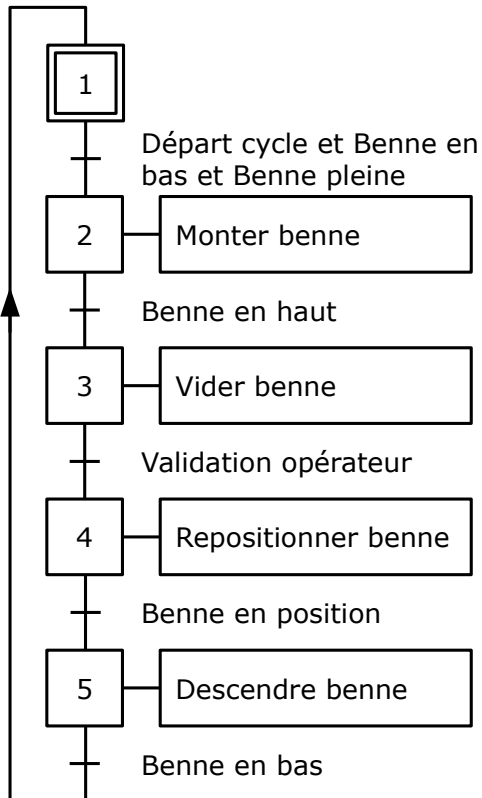 1
Départ cycle et Benne en
bas et Benne pleine
2 Monter benne
Benne en haut
3 Vider benne
Validation opérateur
4 Repositionner benne
Benne en position
5 Descendre benne
Benne en bas